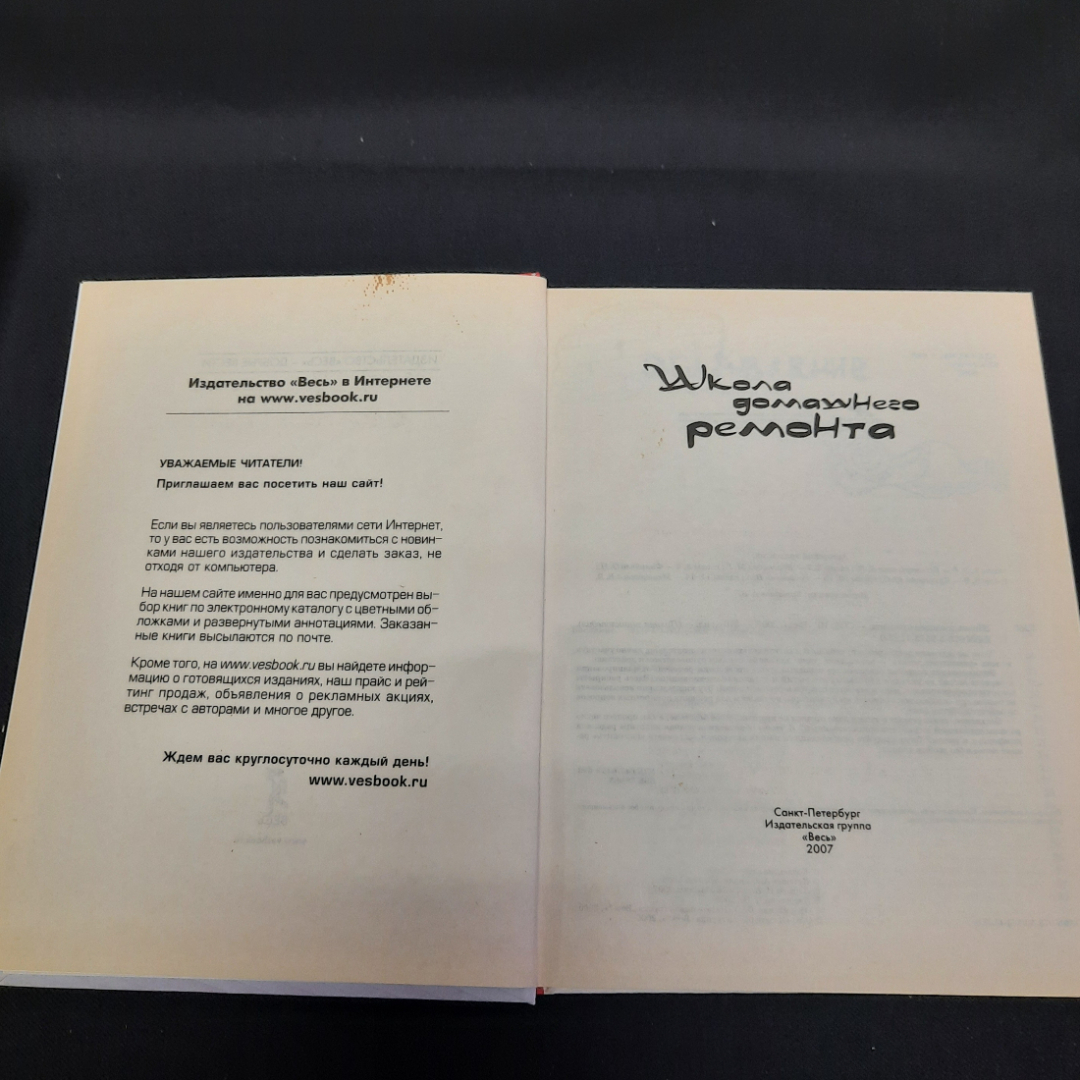 Издательство «Весь» в Интернете
на www.vesbook.ru
УВАЖАЕМЫЕ ЧИТАТЕЛИ!
Приглашаем вас посетить наш сайт!
Если вы являетесь пользователями сети Интернет,
то у вас есть возможность познакомиться с новин-
ками нашего издательства и сделать заказ, не
отходя от компьютера.
На нашем сайте именно для вас предусмотрен вы-
бор книг по электронному каталогу с цветными об-
ложками и развернутыми аннотациями. Заказан-
ные книги высылаются по почте.
Кроме того, на www.vesbook.ru вы найдете инфор-
мацию о готовящихся изданиях, наш прайс и рей-
тинг продаж, объявления о рекламных акциях,
встречах с авторами и многое другое.
Ждем вас круглосуточно каждый день!
www.vesbook.ru
Школа
домашнего
ремонта
Санкт-Петербург
Издательская группа
«Весь»
2007